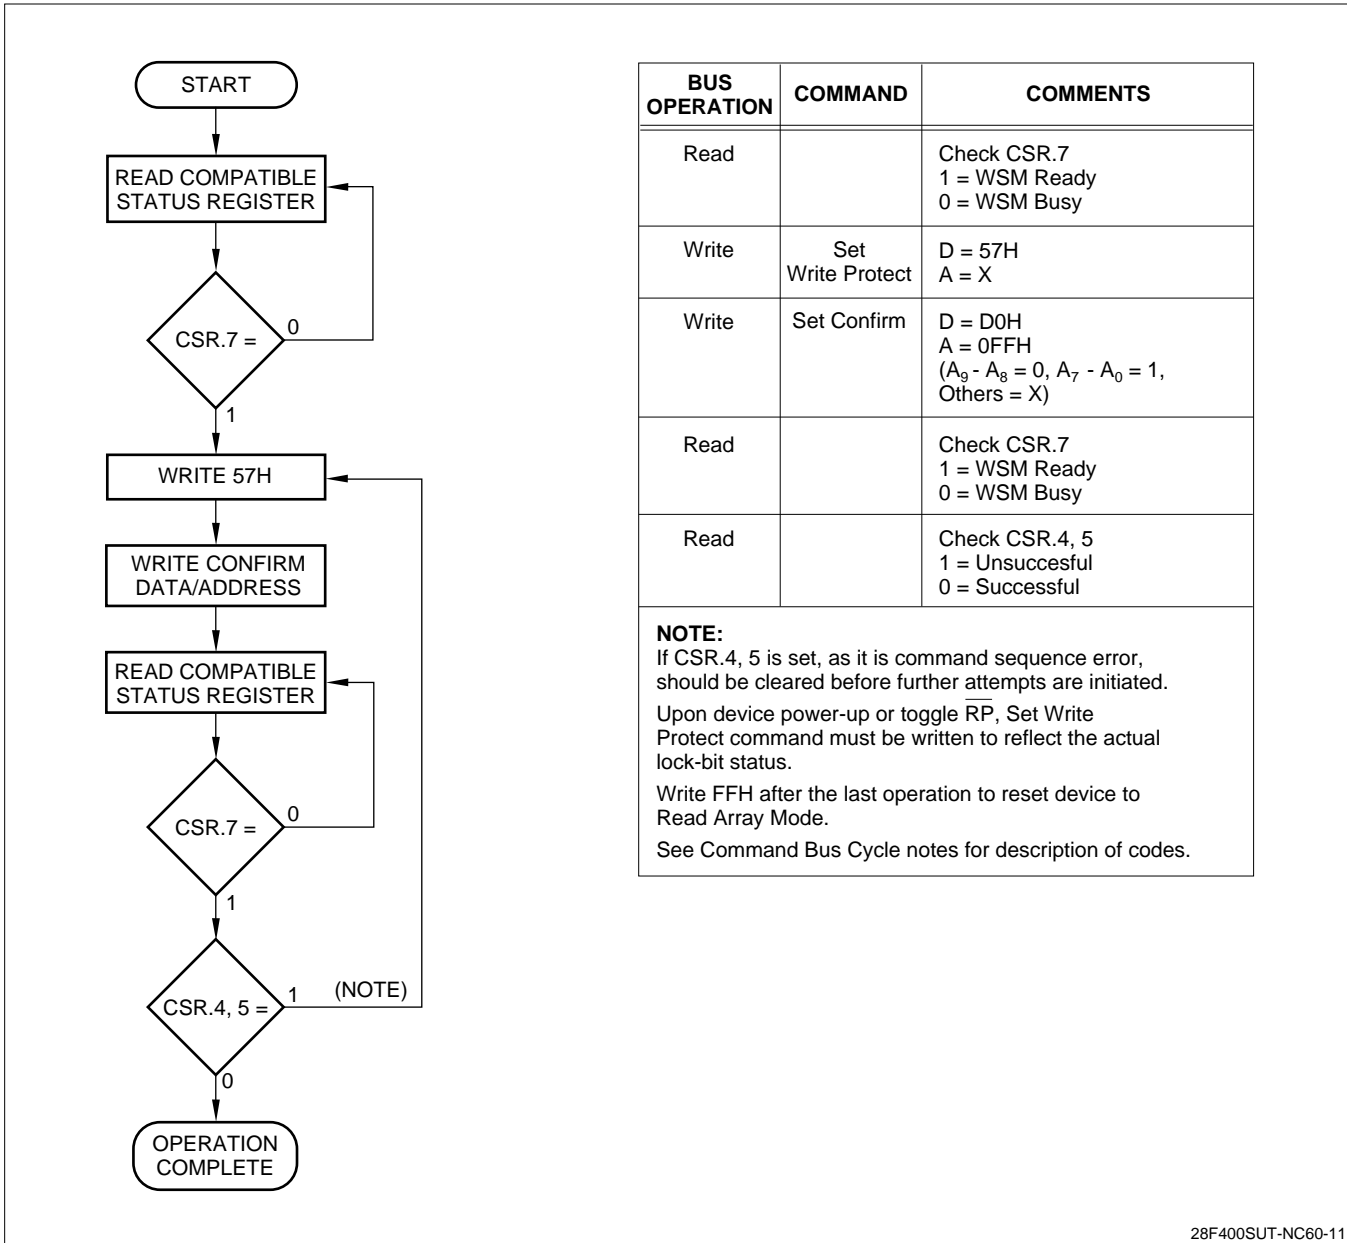 START
READ COMPATIBLE
STATUS REGISTER
CSR.7 =
0
1
WRITE 57H
WRITE CONFIRM
DATA/ADDRESS
READ COMPATIBLE
STATUS REGISTER
CSR.7 =
0
1
CSR.4, 5 =
1
(NOTE)
0
OPERATION
COMPLETE
BUS
OPERATION
COMMAND
COMMENTS
Read
Check CSR.7
1 = WSM Ready
0 = WSM Busy
Write
Set
Write Protect
D = 57H
A = X
Write
Set Confirm
D = D0H
A = 0FFH
(A9 - A8 = 0, A7 - A0 = 1,
Others = X)
Read
Check CSR.7
1 = WSM Ready
0 = WSM Busy
Read
Check CSR.4, 5
1 = Unsuccesful
0 = Successful
NOTE:
If CSR.4, 5 is set, as it is command sequence error,
should be cleared before further attempts are initiated.
Upon device power-up or toggle R̅P̅, Set Write
Protect command must be written to reflect the actual
lock-bit status.
Write FFH after the last operation to reset device to
Read Array Mode.
See Command Bus Cycle notes for description of codes.
28F400SUT-NC60-11